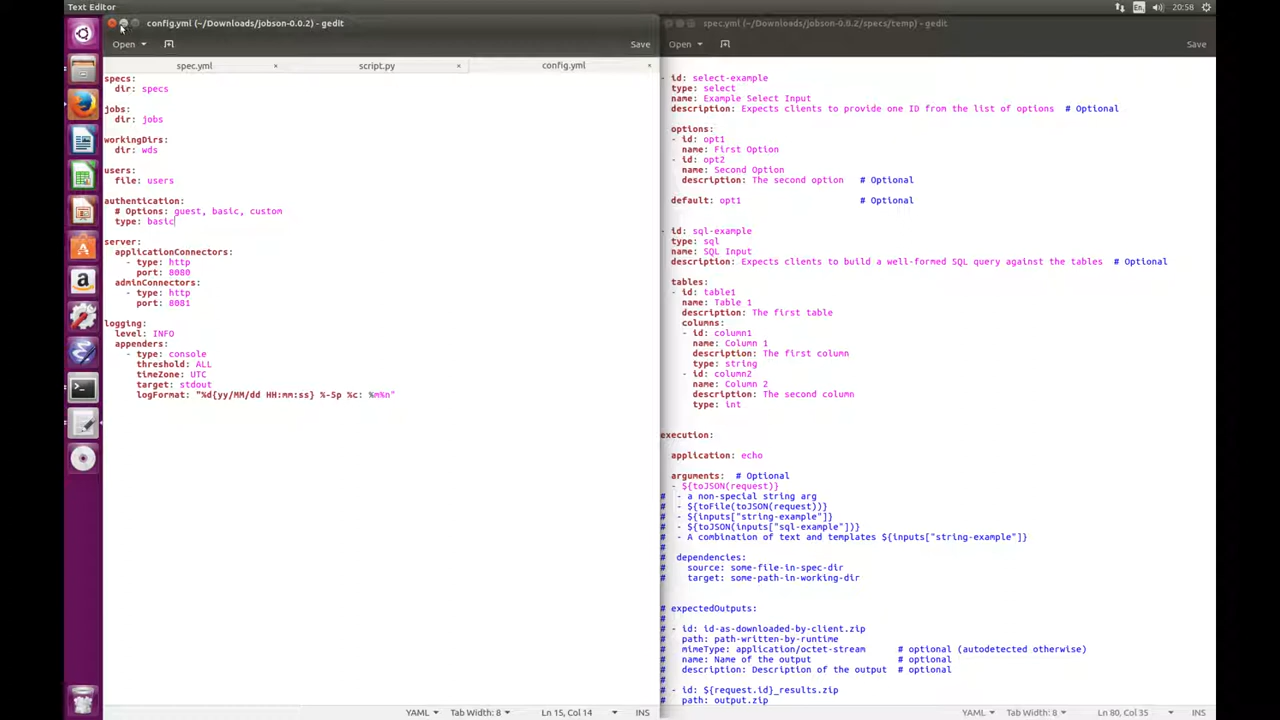 Text Editor
En
20:58
config.yml (~/Downloads/jobson-0.0.2) - gedit
Open
Save
spec.yml ×
script.py ×
config.yml ×
specs:
dir: specs
jobs:
dir: jobs
workingDirs:
dir: wds
users:
file: users
authentication:
# Options: guest, basic, custom
type: basic
server:
applicationConnectors:
- type: http
port: 8080
adminConnectors:
- type: http
port: 8081
logging:
level: INFO
appenders:
- type: console
threshold: ALL
timeZone: UTC
target: stdout
logFormat: "%d{yy/MM/dd HH:mm:ss} %-5p %c: %m%n"
YAML
Tab Width: 8
Ln 15, Col 14
INS
spec.yml (~/Downloads/jobson-0.0.2/specs/temp) - gedit
Open
Save
- id: select-example
type: select
name: Example Select Input
description: Expects clients to provide one ID from the list of options # Optional
options:
- id: opt1
name: First Option
- id: opt2
name: Second Option
description: The second option # Optional
default: opt1 # Optional
- id: sql-example
type: sql
name: SQL Input
description: Expects clients to build a well-formed SQL query against the tables # Optional
tables:
- id: table1
name: Table 1
description: The first table
columns:
- id: column1
name: Column 1
description: The first column
type: string
- id: column2
name: Column 2
description: The second column
type: int
execution:
application: echo
arguments: # Optional
- ${toJSON(request)}
# - a non-special string arg
# - ${toFile(toJSON(request))}
# - ${inputs["string-example"]}
# - ${toJSON(inputs["sql-example"])}
# - A combination of text and templates ${inputs["string-example"]}
#
# dependencies:
# source: some-file-in-spec-dir
# target: some-path-in-working-dir
# expectedOutputs:
#
# - id: id-as-downloaded-by-client.zip
# path: path-written-by-runtime
# mimeType: application/octet-stream # optional (autodetected otherwise)
# name: Name of the output # optional
# description: Description of the output # optional
#
# - id: ${request.id}_results.zip
# path: output.zip
YAML
Tab Width: 8
Ln 80, Col 35
INS